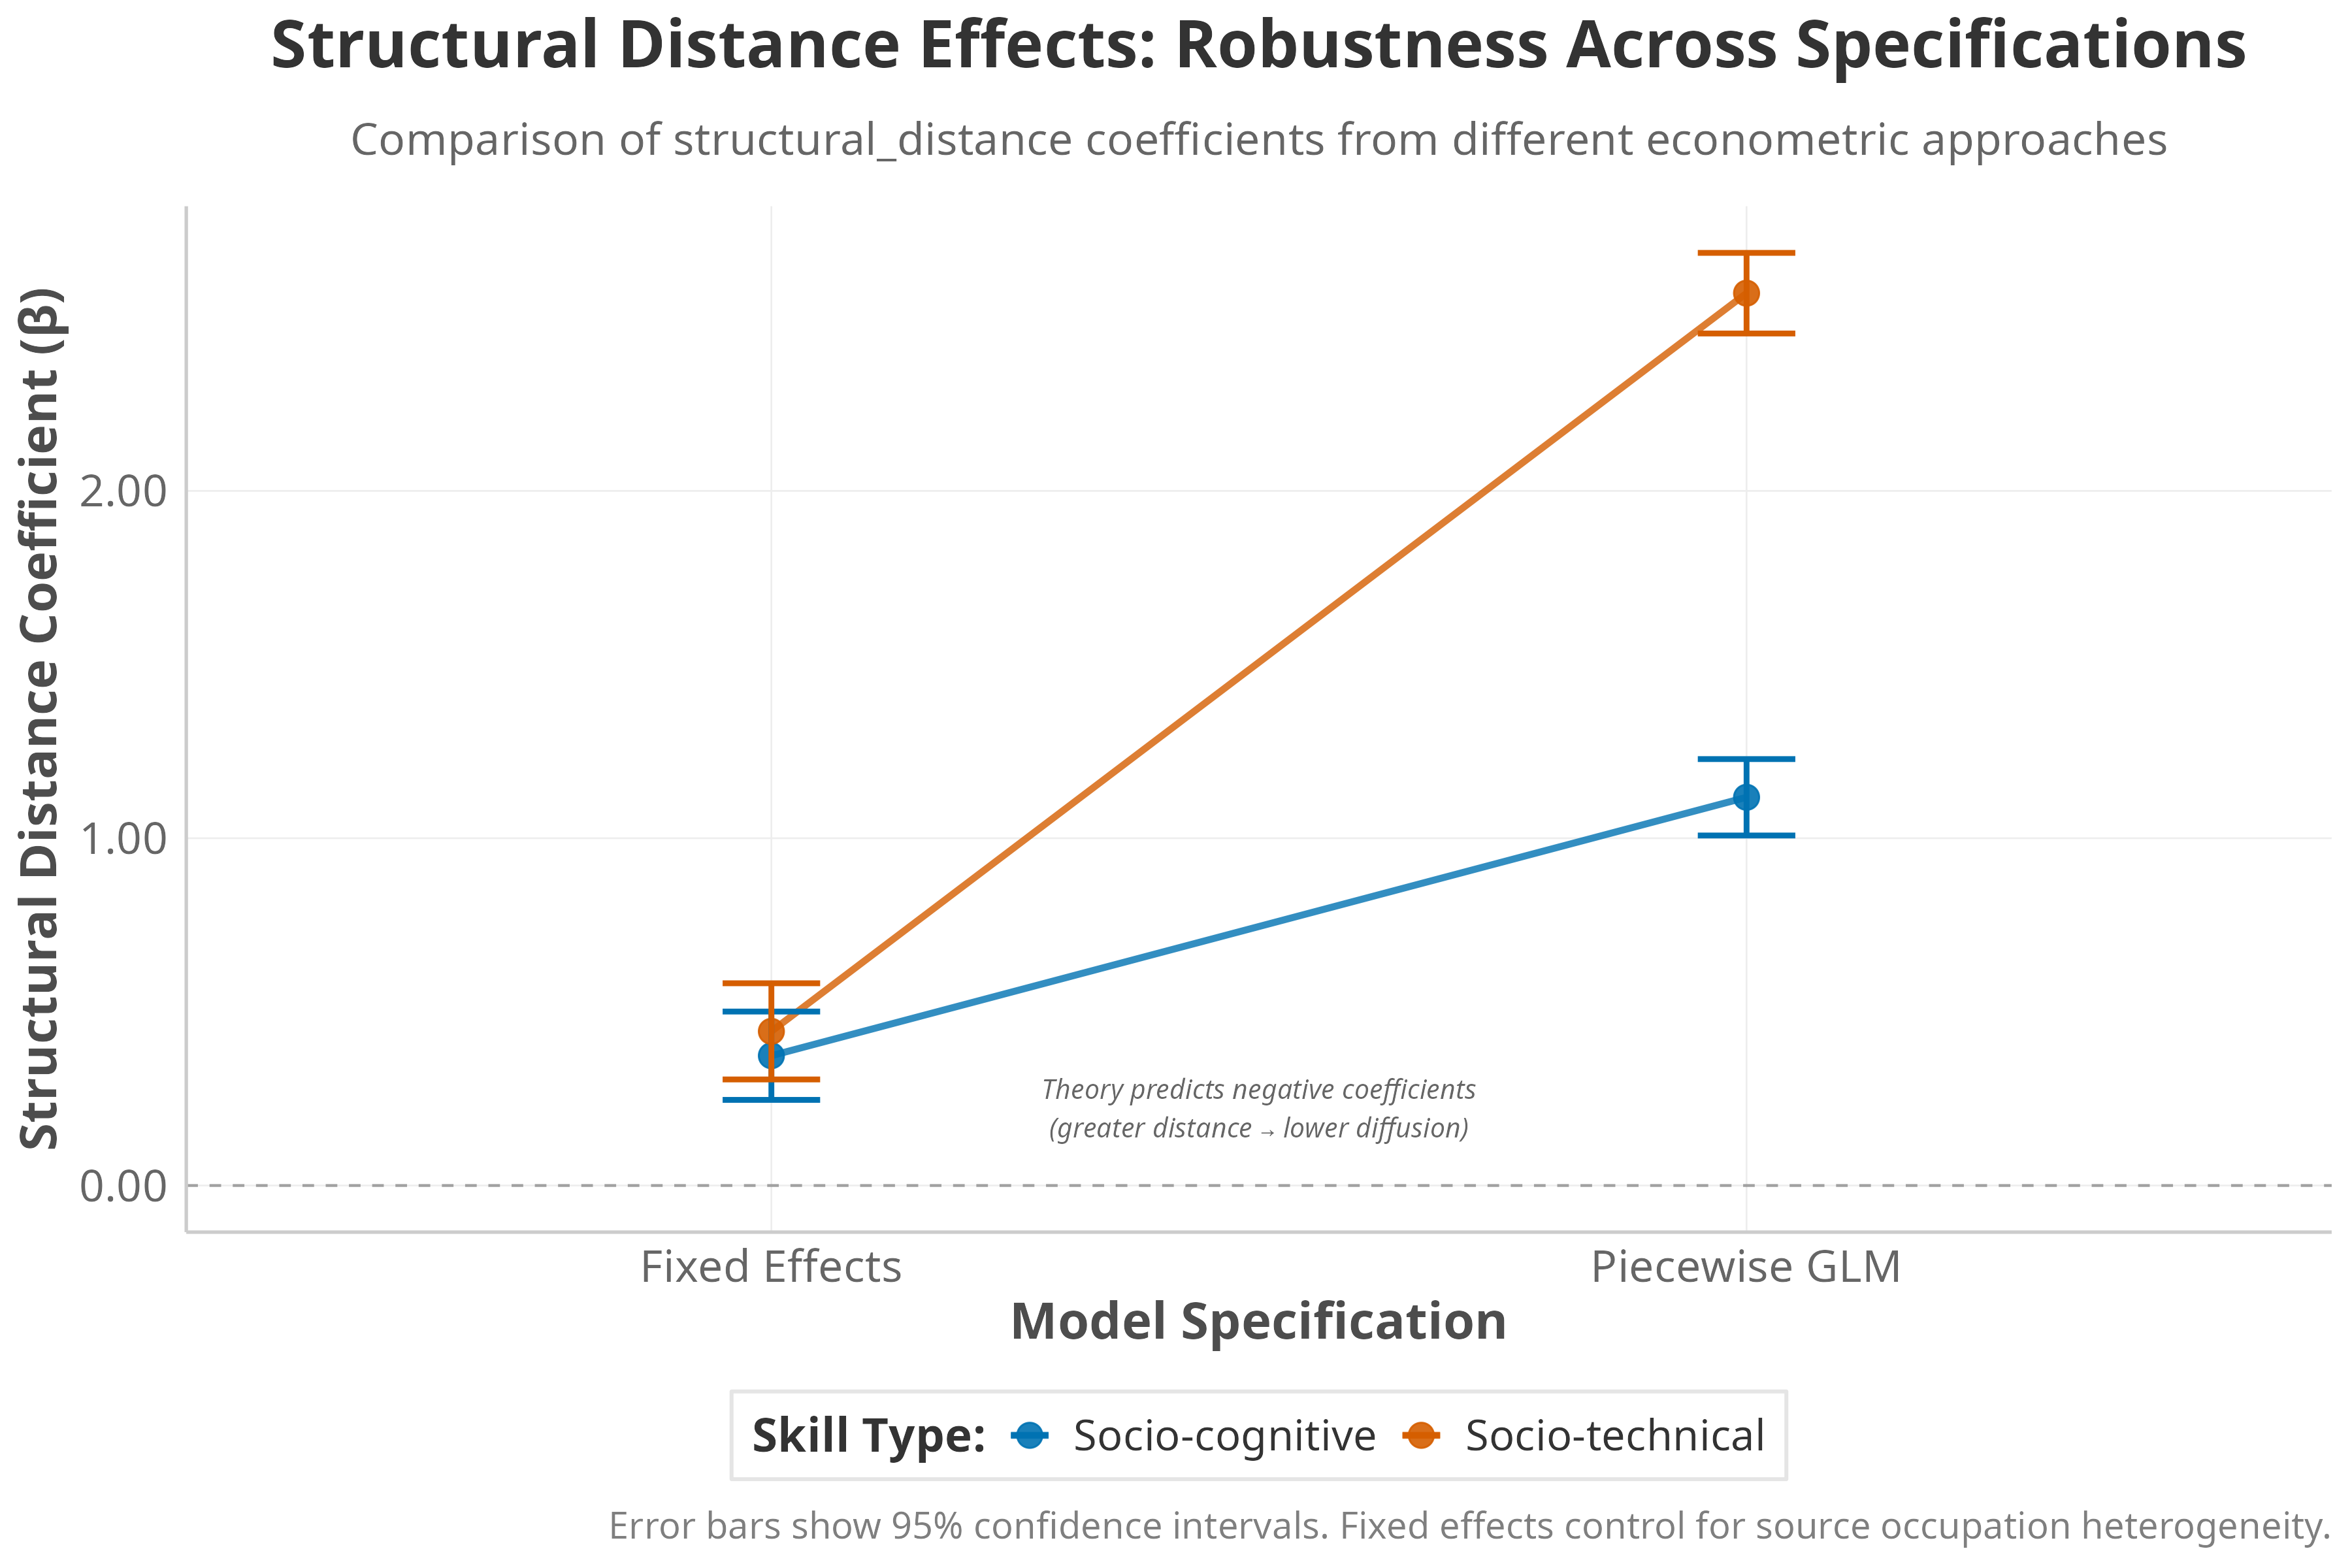 Structural Distance Effects: Robustness Across Specifications
Comparison of structural_distance coefficients from different econometric approaches
Structural Distance Coefficient (β)
2.00
1.00
0.00
Theory predicts negative coefficients
(greater distance → lower diffusion)
Fixed Effects
Piecewise GLM
Model Specification
Skill Type: Socio-cognitive Socio-technical
Error bars show 95% confidence intervals. Fixed effects control for source occupation heterogeneity.